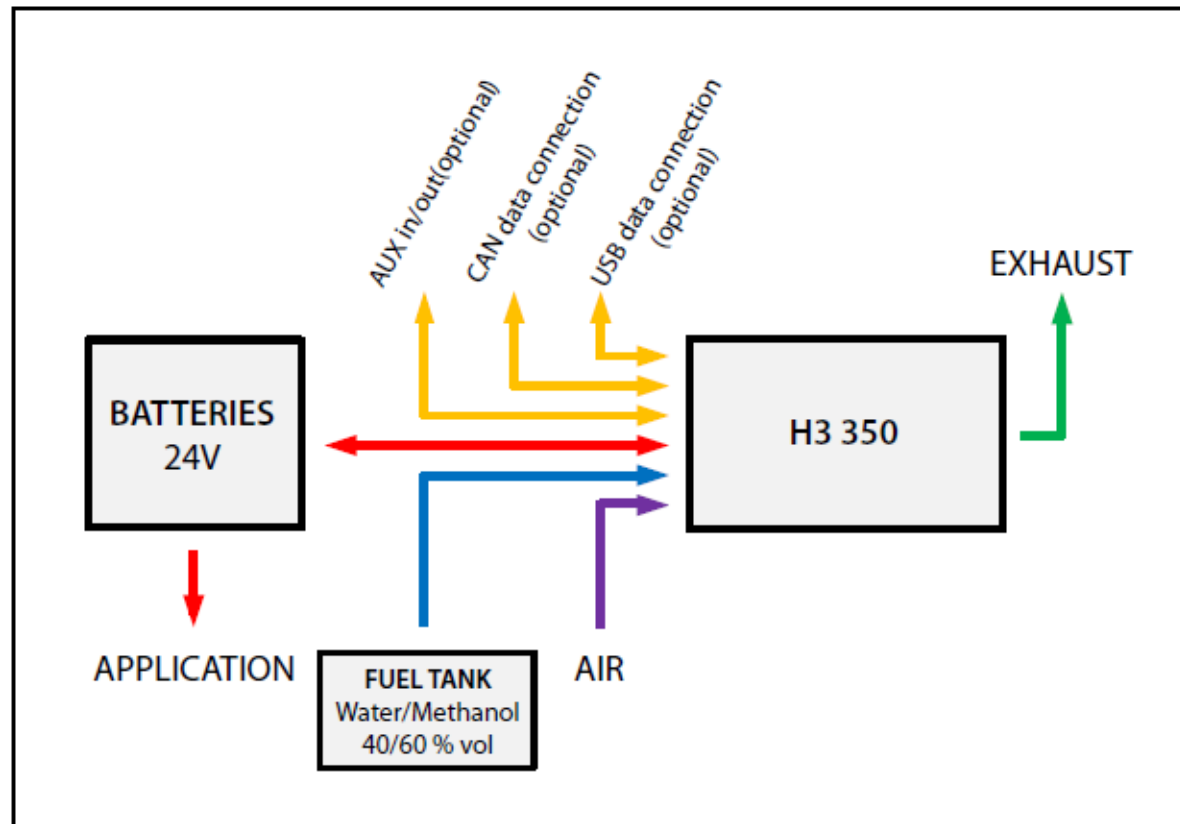 AUX in/out(optional)
CAN data connection
(optional)
USB data connection
(optional)
EXHAUST
BATTERIES
24V
H3 350
APPLICATION
FUEL TANK
Water/Methanol
40/60 % vol
AIR